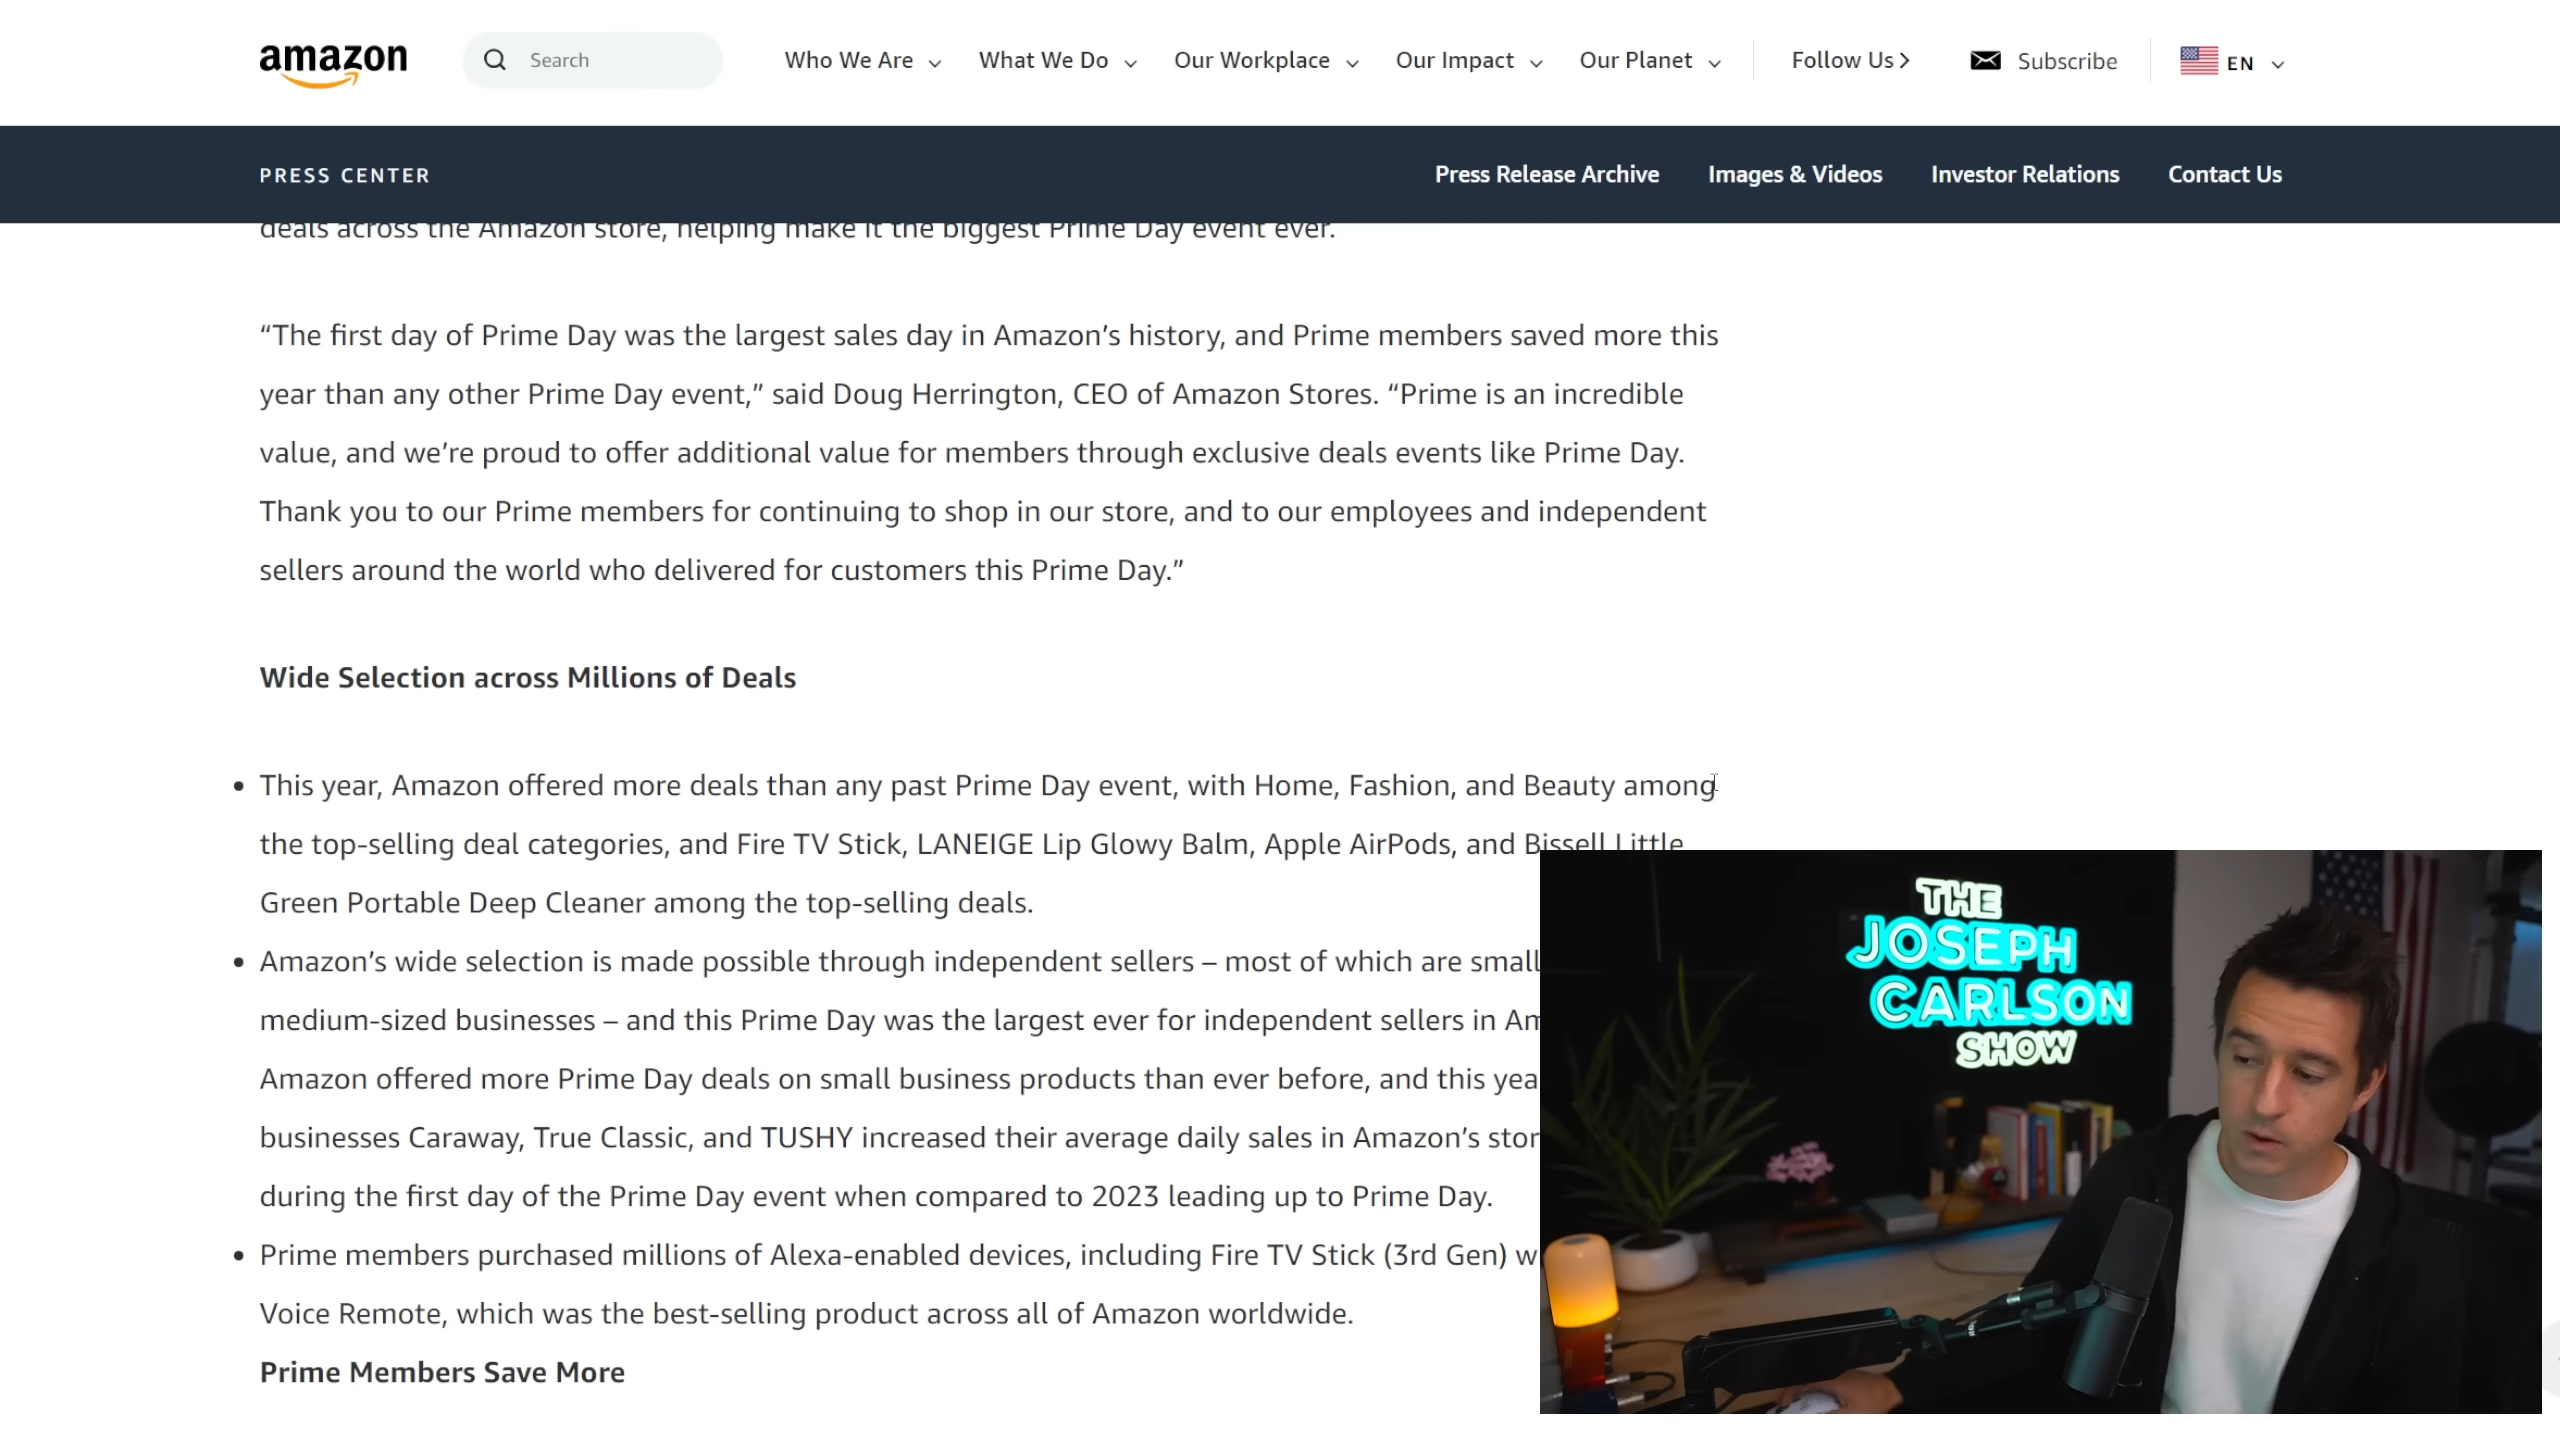 amazon
Search
Who We Are
What We Do
Our Workplace
Our Impact
Our Planet
Follow Us
Subscribe
EN
PRESS CENTER
Press Release Archive
Images & Videos
Investor Relations
Contact Us
deals across the Amazon store, helping make it the biggest Prime Day event ever.
“The first day of Prime Day was the largest sales day in Amazon’s history, and Prime members saved more this
year than any other Prime Day event,” said Doug Herrington, CEO of Amazon Stores. “Prime is an incredible
value, and we’re proud to offer additional value for members through exclusive deals events like Prime Day.
Thank you to our Prime members for continuing to shop in our store, and to our employees and independent
sellers around the world who delivered for customers this Prime Day.”
Wide Selection across Millions of Deals
This year, Amazon offered more deals than any past Prime Day event, with Home, Fashion, and Beauty among
the top-selling deal categories, and Fire TV Stick, LANEIGE Lip Glowy Balm, Apple AirPods, and Bissell Little
Green Portable Deep Cleaner among the top-selling deals.
Amazon’s wide selection is made possible through independent sellers – most of which are small
medium-sized businesses – and this Prime Day was the largest ever for independent sellers in
Amazon offered more Prime Day deals on small business products than ever before, and this
businesses Caraway, True Classic, and TUSHY increased their average daily sales in Amazon’s
during the first day of the Prime Day event when compared to 2023 leading up to Prime Day.
Prime members purchased millions of Alexa-enabled devices, including Fire TV Stick (3rd Gen)
Voice Remote, which was the best-selling product across all of Amazon worldwide.
Prime Members Save More
THE
JOSEPH
CARLSON
SHOW